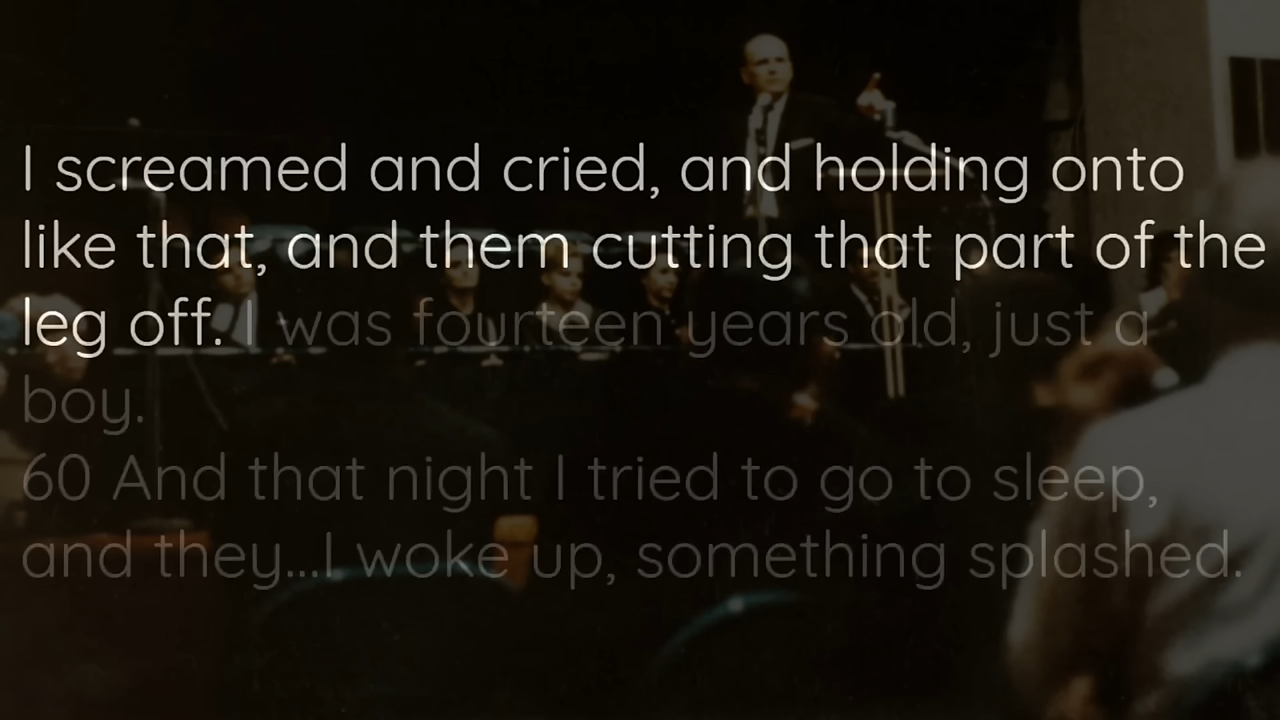 I screamed and cried, and holding onto
like that, and them cutting that part of the
leg off. I was fourteen years old, just a
boy.
60 And that night I tried to go to sleep,
and they...I woke up, something splashed.